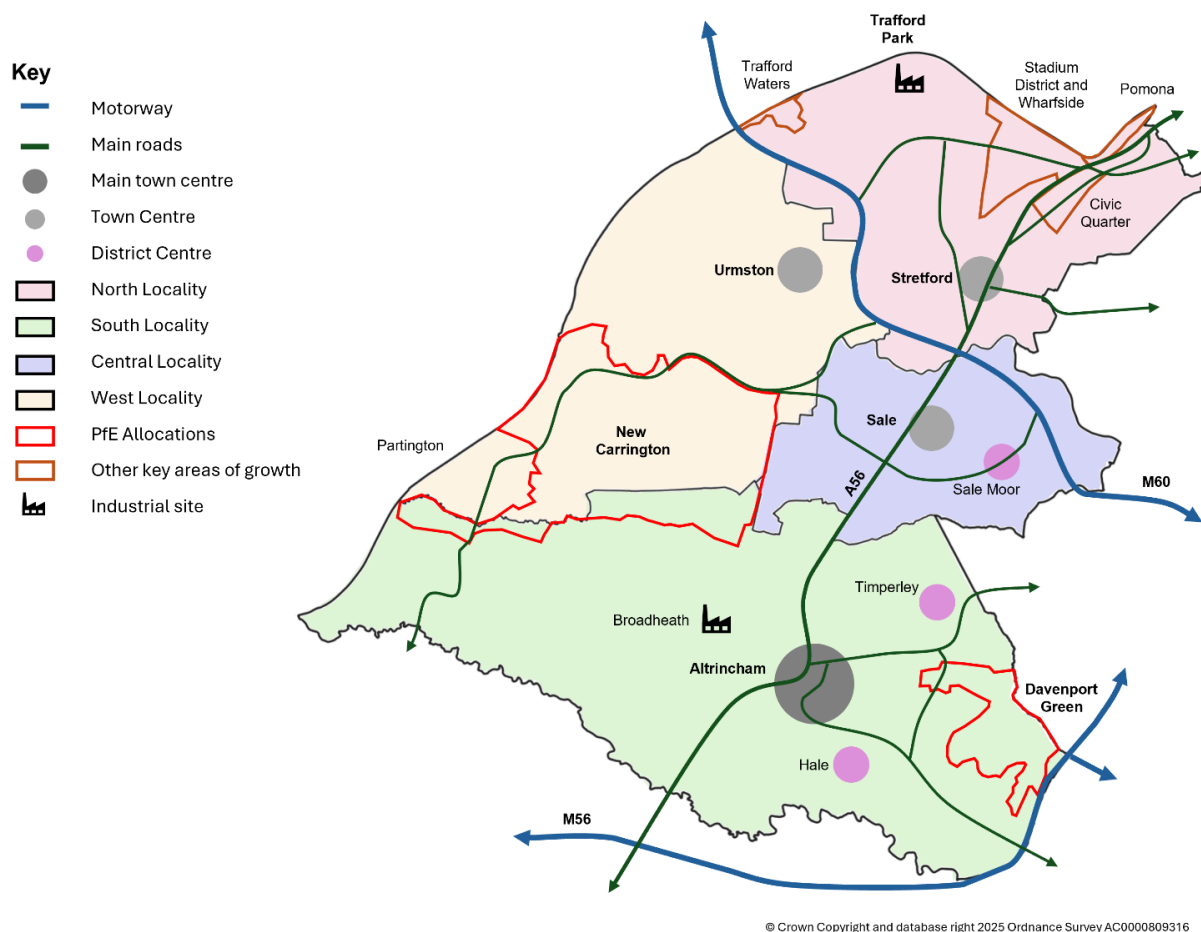 Key
Motorway
Main roads
Main town centre
Town Centre
District Centre
North Locality
South Locality
Central Locality
West Locality
PfE Allocations
Other key areas of growth
Industrial site
Trafford
Park
Trafford
Waters
Stadium
District and
Wharfside
Pomona
Civic
Quarter
Urmston
Stretford
Partington
New
Carrington
Sale
Sale Moor
A56
M60
Timperley
Broadheath
Altrincham
Davenport
Green
Hale
M56
© Crown Copyright and database right 2025 Ordnance Survey AC0000809316